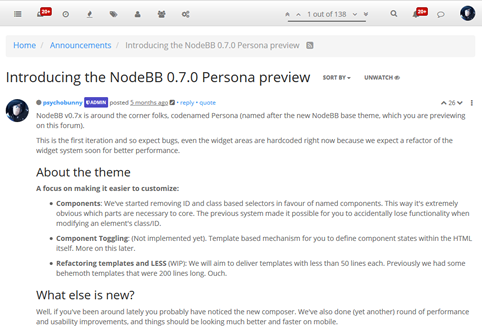 20+
1 out of 138
20+
Home / Announcements / Introducing the NodeBB 0.7.0 Persona preview
Introducing the NodeBB 0.7.0 Persona preview SORT BY UNWATCH
psychobunny ADMIN posted 5 months ago • reply • quote 26
NodeBB v0.7x is around the corner folks, codenamed Persona (named after the new NodeBB base theme, which you are previewing
on this forum).
This is the first iteration and so expect bugs, even the widget areas are hardcoded right now because we expect a refactor of the
widget system soon for better performance.
About the theme
A focus on making it easier to customize:
• Components: We've started removing ID and class based selectors in favour of named components. This way it's extremely
obvious which parts are necessary to core. The previous system made it possible for you to accidentally lose functionality when
modifying an element's class/ID.
• Component Toggling: (Not implemented yet). Template based mechanism for you to define component states within the HTML
itself. More on this later.
• Refactoring templates and LESS (WIP): We will aim to deliver templates with less than 50 lines each. Previously we had some
behemoth templates that were 200 lines long. Ouch.
What else is new?
Well, if you've been around lately you probably have noticed the new composer. We've also done (yet another) round of performance
and usability improvements, and things should be looking much better and faster on mobile.